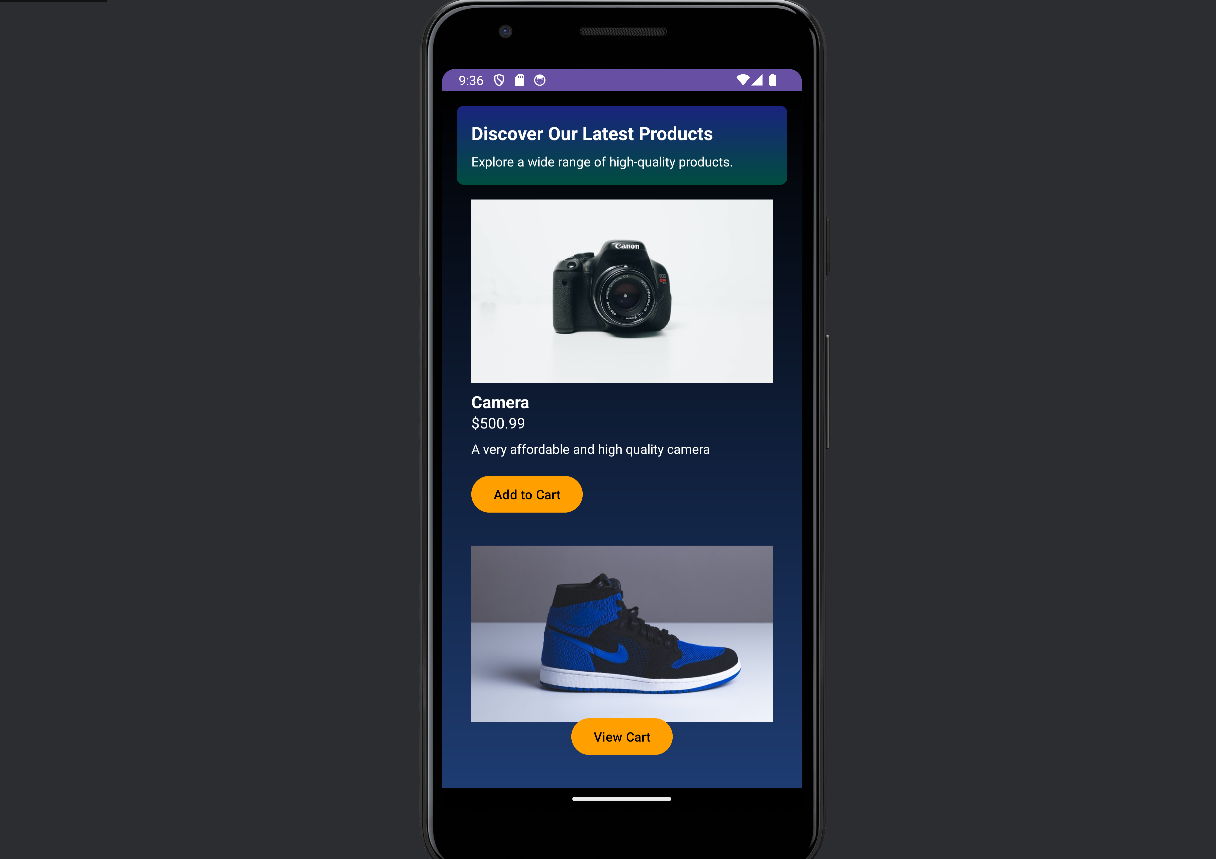 9:36
Discover Our Latest Products
Explore a wide range of high-quality products.
Canon
Camera
$500.99
A very affordable and high quality camera
Add to Cart
View Cart